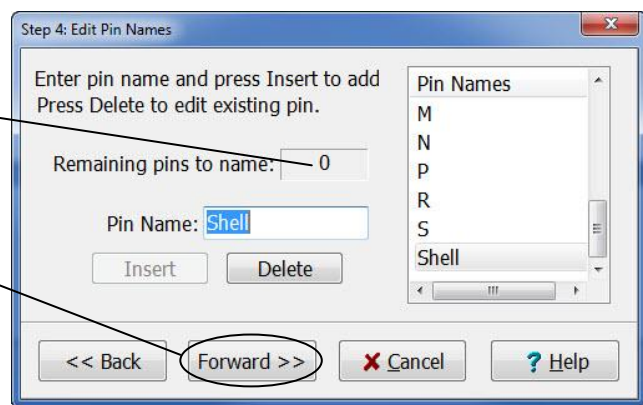 Step 4: Edit Pin Names
Enter pin name and press Insert to add
Press Delete to edit existing pin.
Remaining pins to name: 0
Pin Name: Shell
Insert Delete
Pin Names
M
N
P
R
S
Shell
<< Back Forward >> Cancel ? Help